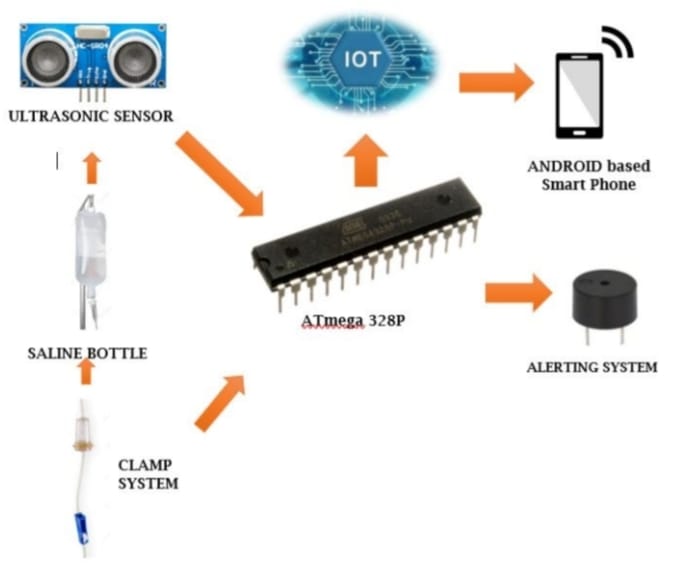 HC-SR04
IOT
ULTRASONIC SENSOR
ANDROID based
Smart Phone
ATmega 328P
SALINE BOTTLE
ALERTING SYSTEM
CLAMP
SYSTEM